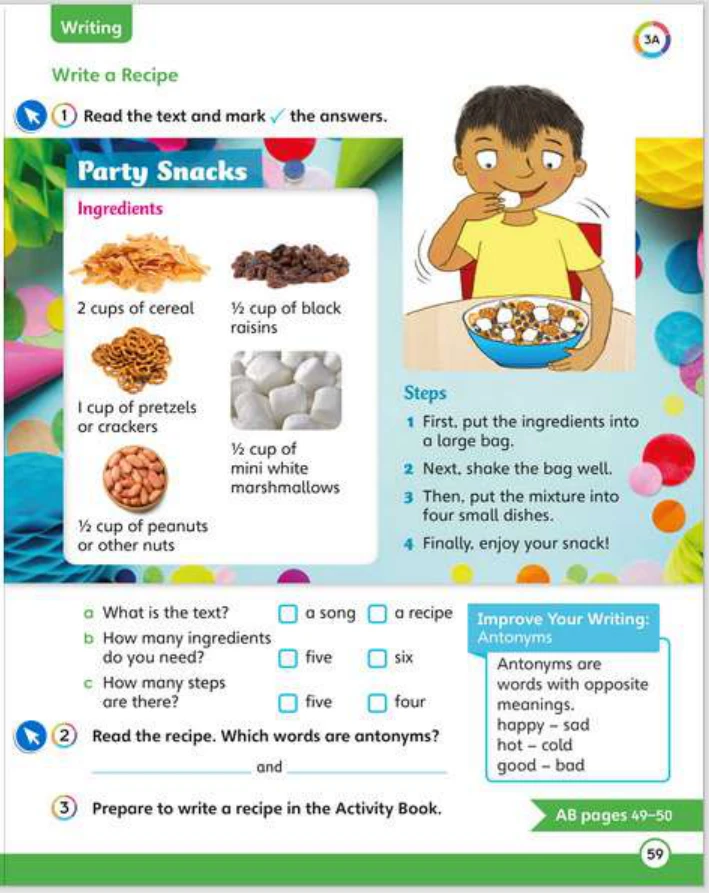 Writing
3A
Write a Recipe
1 Read the text and mark ✓ the answers.
Party Snacks
Ingredients
2 cups of cereal
½ cup of black
raisins
1 cup of pretzels
or crackers
½ cup of
mini white
marshmallows
½ cup of peanuts
or other nuts
Steps
1 First, put the ingredients into
a large bag.
2 Next, shake the bag well.
3 Then, put the mixture into
four small dishes.
4 Finally, enjoy your snack!
a What is the text? a song a recipe
b How many ingredients
do you need? five six
c How many steps
are there? five four
Improve Your Writing:
Antonyms
Antonyms are
words with opposite
meanings.
happy – sad
hot – cold
good – bad
2 Read the recipe. Which words are antonyms?
and
3 Prepare to write a recipe in the Activity Book.
AB pages 49–50
59